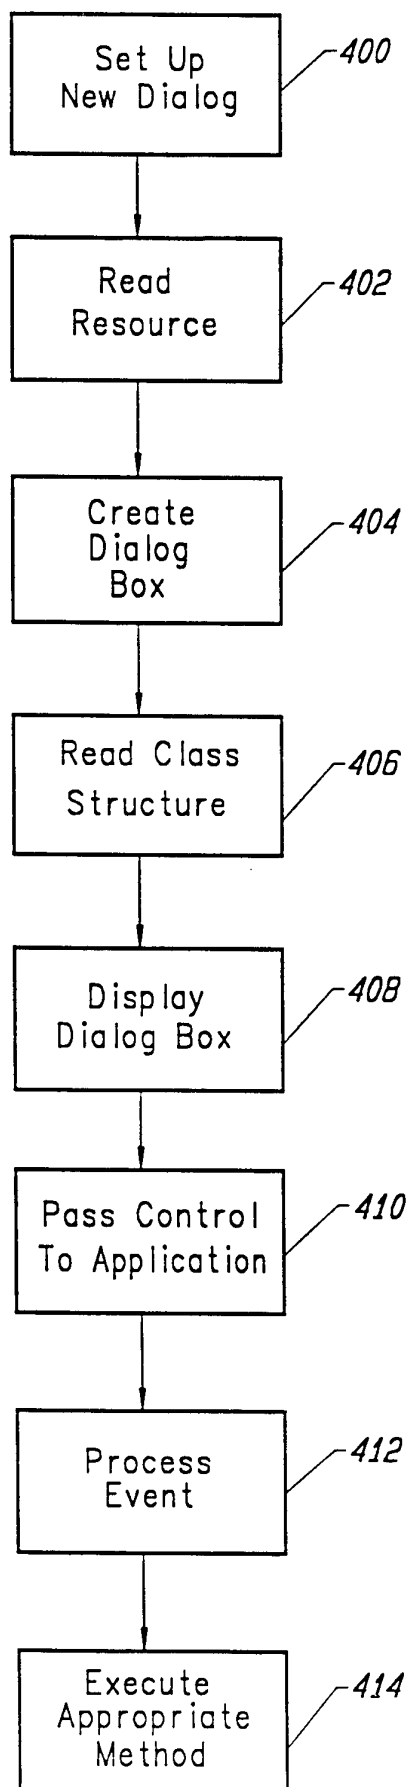 Set Up
New Dialog
400
Read
Resource
402
Create
Dialog
Box
404
Read Class
Structure
406
Display
Dialog Box
408
Pass Control
To Application
410
Process
Event
412
Execute
Appropriate
Method
414